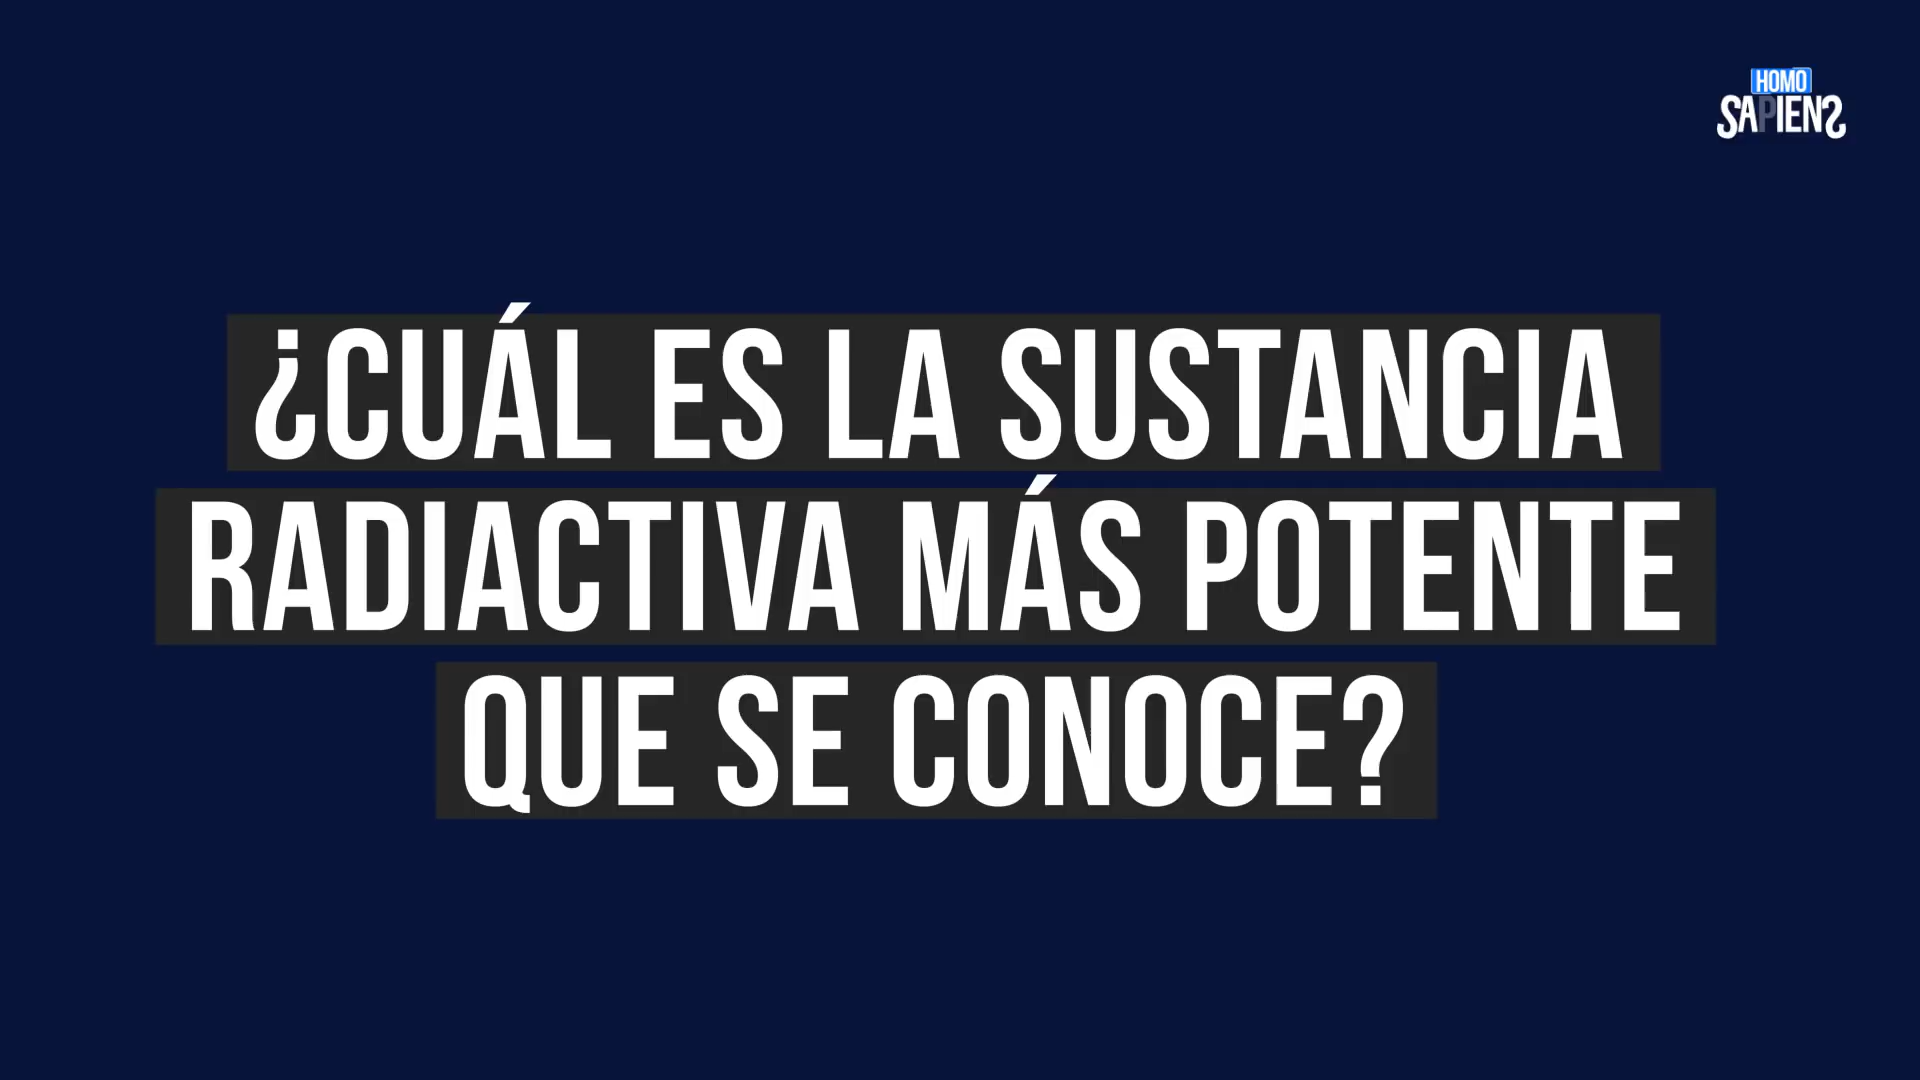 HOMO
SAPIENS
¿CUÁL ES LA SUSTANCIA
RADIACTIVA MÁS POTENTE
QUE SE CONOCE?